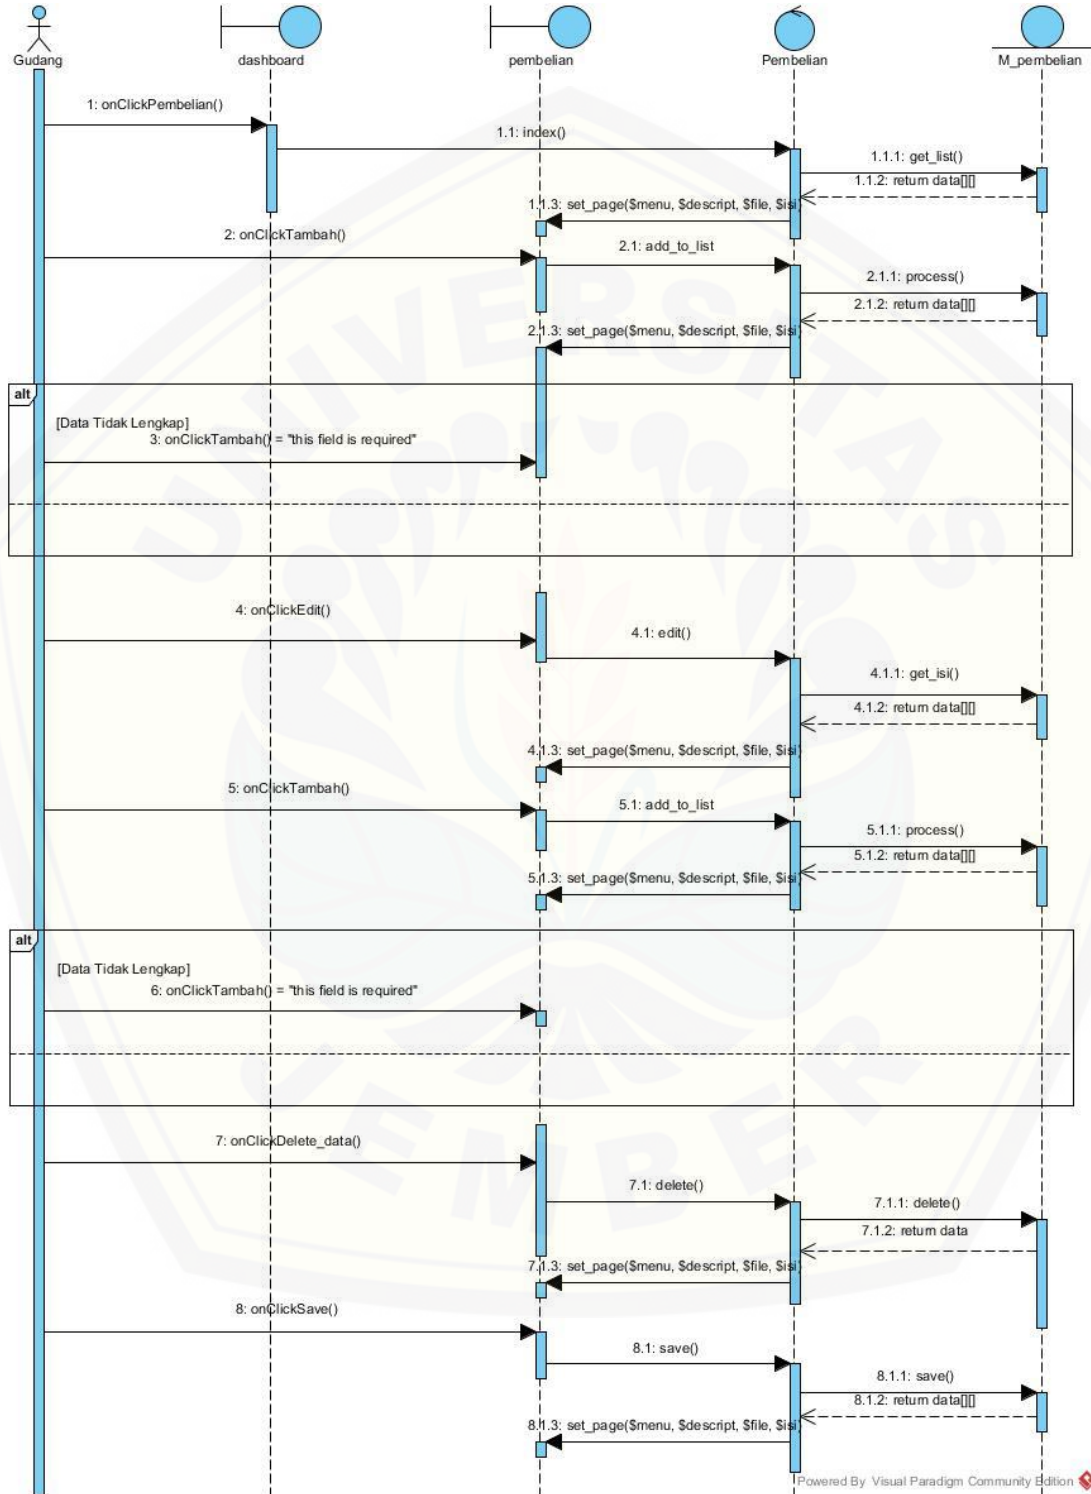 Gudang
dashboard
pembelian
Pembelian
M_pembelian
1: onClickPembelian()
1.1: index()
1.1.1: get_list()
1.1.2: return data[][]
1.1.3: set_page($menu, $descript, $file, $isi)
2: onClickTambah()
2.1: add_to_list
2.1.1: process()
2.1.2: return data[][]
2.1.3: set_page($menu, $descript, $file, $isi)
alt
[Data Tidak Lengkap]
3: onClickTambah() = "this field is required"
4: onClickEdit()
4.1: edit()
4.1.1: get_isi()
4.1.2: return data[][]
4.1.3: set_page($menu, $descript, $file, $isi)
5: onClickTambah()
5.1: add_to_list
5.1.1: process()
5.1.2: return data[][]
5.1.3: set_page($menu, $descript, $file, $isi)
alt
[Data Tidak Lengkap]
6: onClickTambah() = "this field is required"
7: onClickDelete_data()
7.1: delete()
7.1.1: delete()
7.1.2: return data
7.1.3: set_page($menu, $descript, $file, $isi)
8: onClickSave()
8.1: save()
8.1.1: save()
8.1.2: return data[][]
8.1.3: set_page($menu, $descript, $file, $isi)
Powered By Visual Paradigm Community Edition
UNIVERSITAS
JEMBER